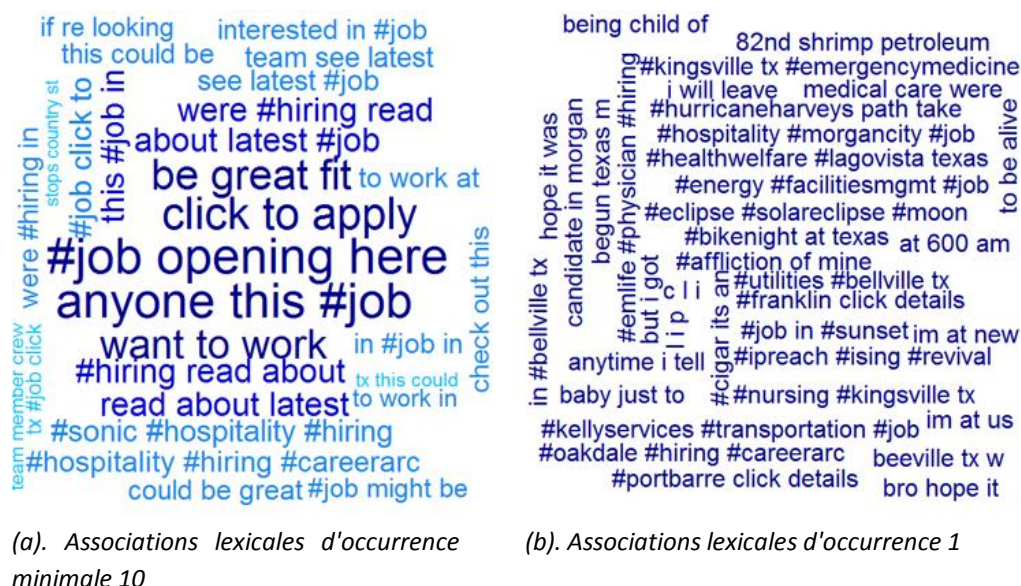 if re looking
interested in #job
this could be
team see latest
see latest #job
stops country st
#job click to
this #job in
were #hiring read
about latest #job
be great fit
to work at
click to apply
were #hiring in
#job opening here
anyone this #job
check out this
want to work
in #job in
#hiring read about
tx this could
team member crew
tx #job click
read about latest
to work in
#sonic #hospitality #hiring
#hospitality #hiring #careerarc
could be great
#job might be
being child of
82nd shrimp petroleum
#kingsville tx #emergencymedicine
i will leave
medical care were
#hurricaneharveys path take
#hospitality #morgancity #job
#healthwelfare #lagovista texas
#energy #facilitiesmgmt #job
to be alive
hope it was
candidate in morgan
begun texas m
#emlife #physician #hiring
#eclipse #solareclipse #moon
#bikenight at texas
at 600 am
#affliction of mine
but i got
l i p c l i
#cigar its an
#utilities #bellville tx
#franklin click details
#job in #sunset
im at new
in #bellville tx
anytime i tell
#ipreach #ising #revival
baby just to
#nursing #kingsville tx
#kellyservices #transportation #job
im at us
#oakdale #hiring #careerarc
beeville tx w
#portbarre click details
bro hope it
(a). Associations lexicales d'occurrence
minimale 10
(b). Associations lexicales d'occurrence 1